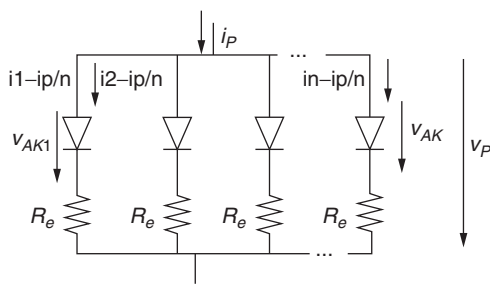 i_P
...
i1–ip/n
i2–ip/n
in–ip/n
v_AK1
v_AK
v_P
R_e
R_e
R_e
R_e
...